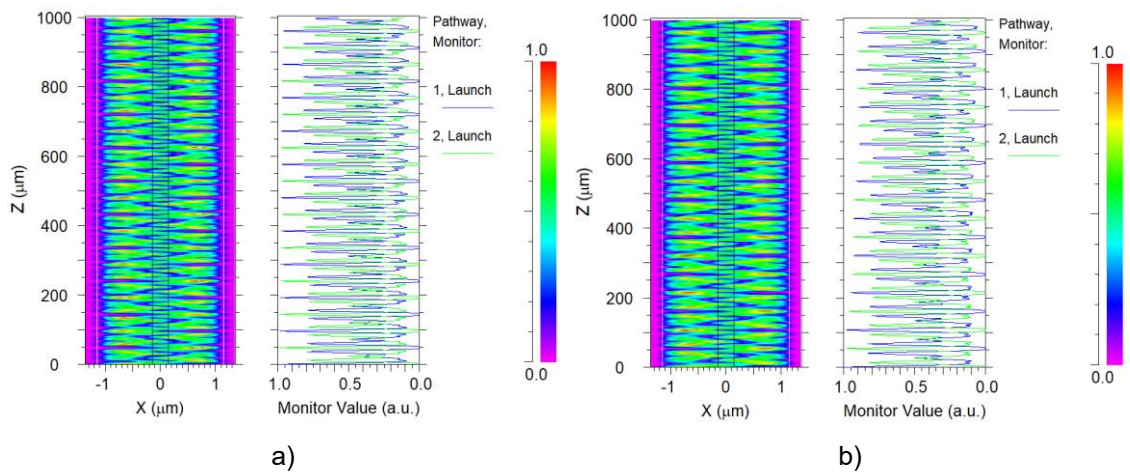 1000
800
600
400
200
0
Z (μm)
-1 0 1
X (μm)
1.0 0.5 0.0
Monitor Value (a.u.)
Pathway,
Monitor:
1, Launch
2, Launch
1.0
0.0
a)
1000
800
600
400
200
0
Z (μm)
-1 0 1
X (μm)
1.0 0.5 0.0
Monitor Value (a.u.)
Pathway,
Monitor:
1, Launch
2, Launch
1.0
0.0
b)